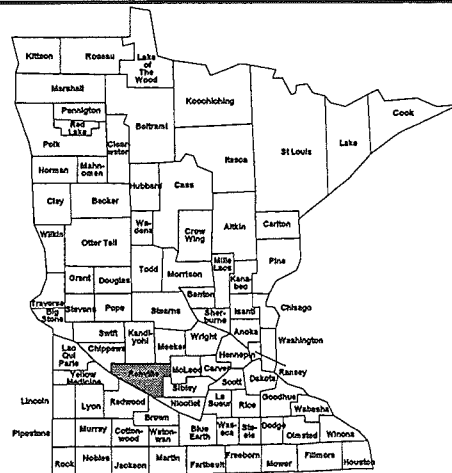 Kittson
Roseau
Lake of The Wood
Marshall
Koochiching
Cook
Pennington
Red Lake
Beltrami
St Louis
Lake
Polk
Clear-water
Itasca
Norman
Mahn-omen
Hubbard
Cass
Clay
Becker
Wa-dena
Crow Wing
Aitkin
Carlton
Wilkin
Otter Tail
Todd
Morrison
Mille Lacs
Kana-bec
Pine
Grant
Douglas
Benton
Traverse
Big Stone
Stevens
Pope
Stearns
Sher-burne
Isanti
Chisago
Swift
Kandi-yohi
Wright
Anoka
Washington
Lac Qui Parle
Chippewa
Meeker
Hennepin
Ramsey
Yellow Medicine
Renville
McLeod
Carver
Scott
Dakota
Sibley
Lincoln
Lyon
Redwood
Nicollet
Le Sueur
Rice
Goodhue
Wabasha
Brown
Pipestone
Murray
Cotton-wood
Waton-wan
Blue Earth
Was-eca
Ste-ele
Dodge
Olmsted
Winona
Rock
Nobles
Jackson
Martin
Faribault
Freeborn
Mower
Fillmore
Houston